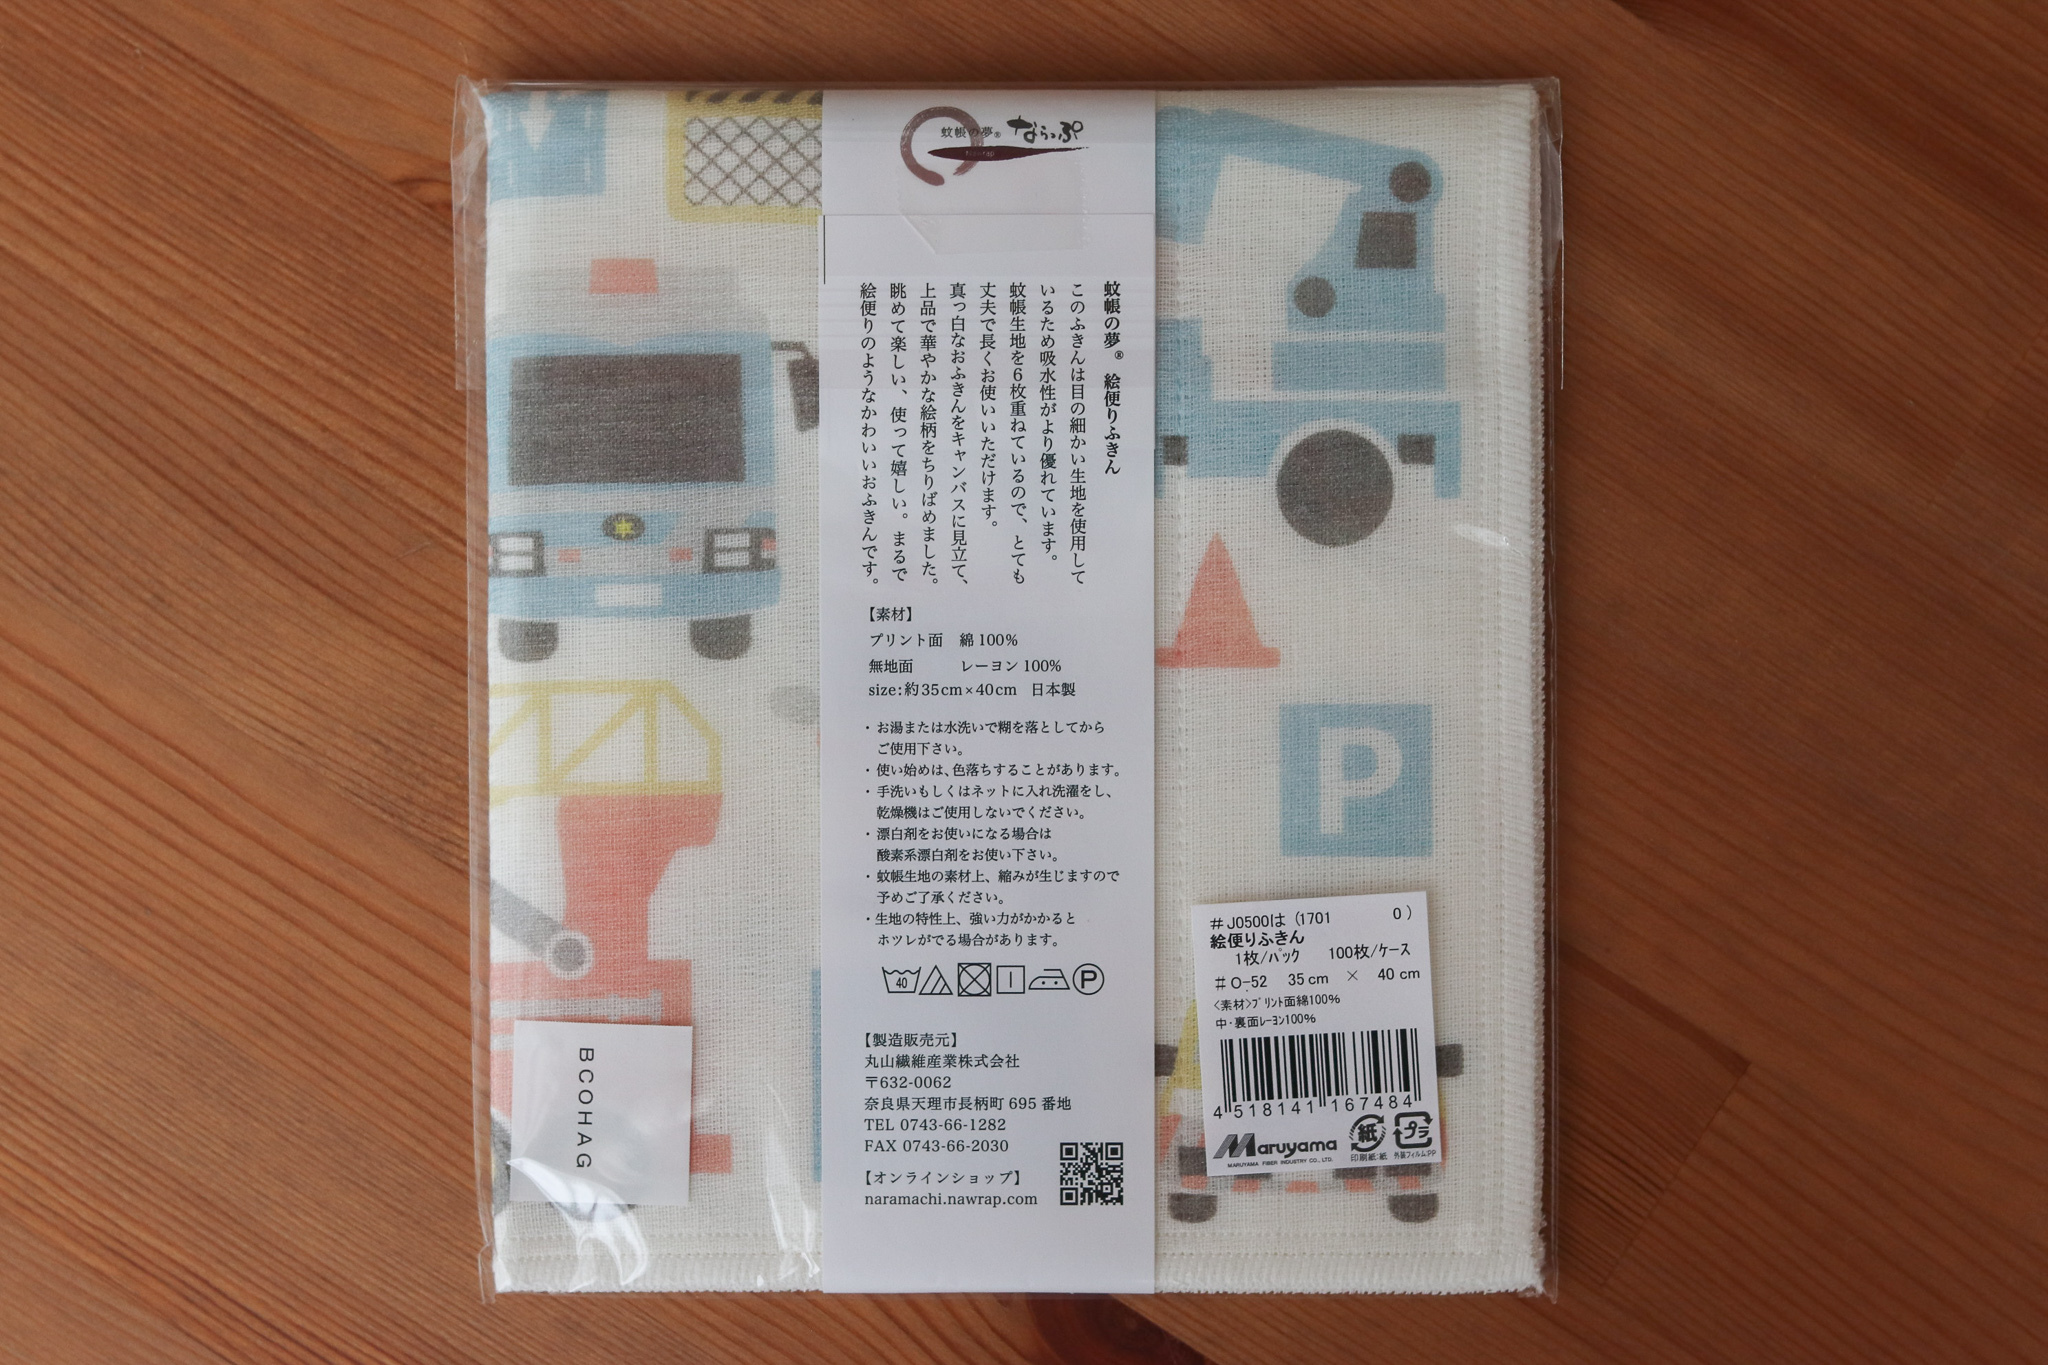 蚊帳の夢® ならっぷ
蚊帳の夢® 絵便りふきん
このふきんは目の細かい生地を使用して
いるため吸水性がより優れています。
蚊帳生地を6枚重ねているので、とても
丈夫で長くお使いいただけます。
真っ白なおふきんをキャンバスに見立て、
上品で華やかな絵柄をちりばめました。
眺めて楽しい、使って嬉しい。まるで
絵便りのようなかわいいおふきんです。
【素材】
プリント面 綿100%
無地面 レーヨン100%
size:約35cm×40cm 日本製
・お湯または水洗いで糊を落としてから
ご使用下さい。
・使い始めは、色落ちすることがあります。
・手洗いもしくはネットに入れ洗濯をし、
乾燥機はご使用しないでください。
・漂白剤をお使いになる場合は
酸素系漂白剤をお使い下さい。
・蚊帳生地の素材上、縮みが生じますので
予めご了承ください。
・生地の特性上、強い力がかかると
ホツレがでる場合があります。
40 P
【製造販売元】
丸山繊維産業株式会社
〒632-0062
奈良県天理市長柄町695番地
TEL 0743-66-1282
FAX 0743-66-2030
【オンラインショップ】
naramachi.nawrap.com
P
BCOHAG
#J0500は (1701 0)
絵便りふきん
1枚/パック 100枚/ケース
#O-52 35cm × 40cm
<素材>プリント面綿100%
中・裏面レーヨン100%
4 518141 167484
Maruyama
MARUYAMA FIBER INDUSTRY CO., LTD.
紙
プラ
印刷紙:紙
外装フィルム:PP